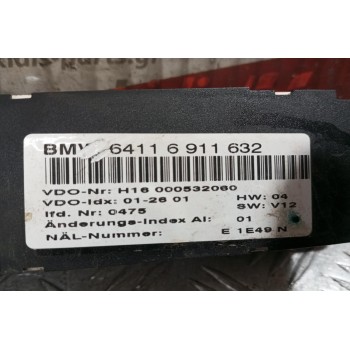 BMW 6411 6 911 632
VDO-Nr: H16 000532060
VDO-Idx: 01-26 01 HW: 04
lfd. Nr: 0475 SW: V12
Änderungs-Index AI: 01
NÄL-Nummer: E 1E49 N